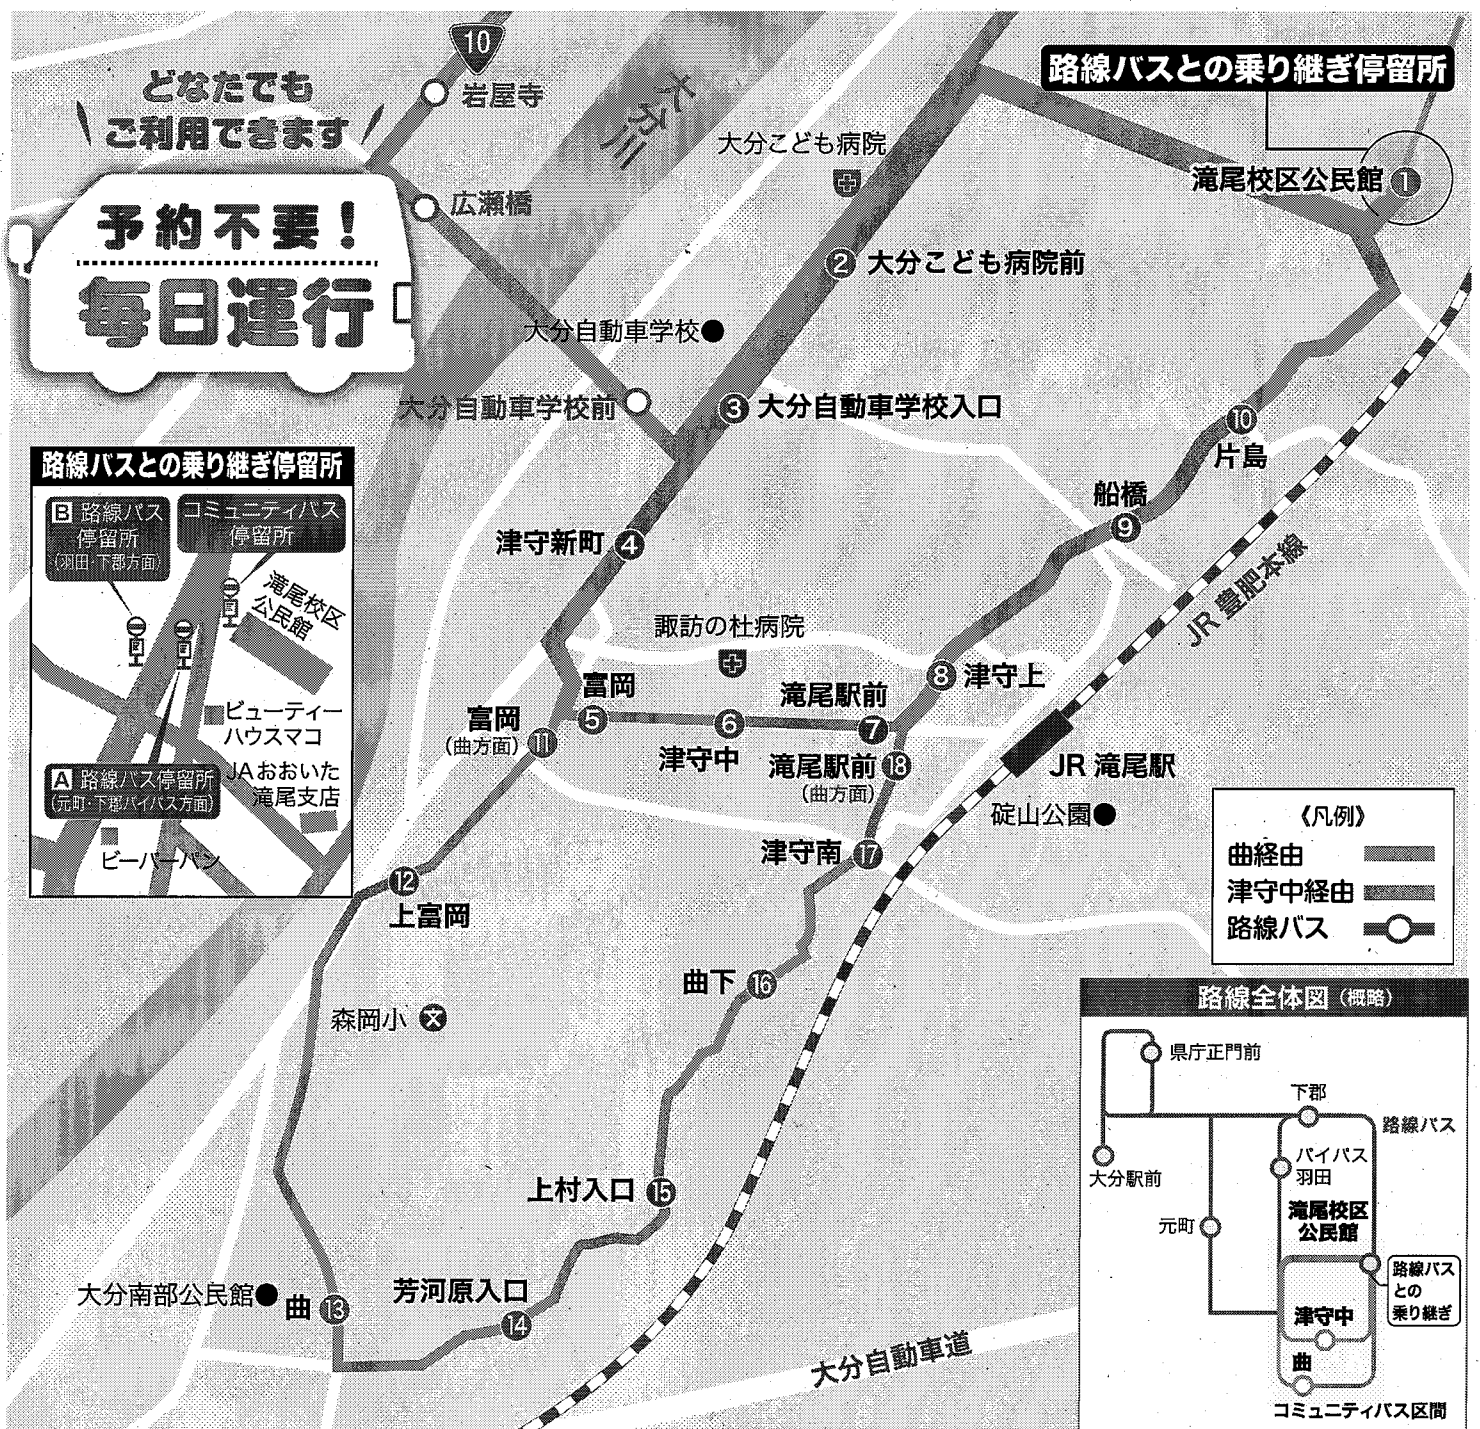 どなたでも
ご利用できます
予約不要！
毎日運行
10
岩屋寺
広瀬橋
大分川
大分こども病院
路線バスとの乗り継ぎ停留所
滝尾校区公民館 1
2 大分こども病院前
大分自動車学校
大分自動車学校前
3 大分自動車学校入口
10
片島
船橋
9
津守新町 4
JR 豊肥本線
諏訪の杜病院
8 津守上
富岡
5
6
津守中
滝尾駅前
7
滝尾駅前 18
(曲方面)
富岡
(曲方面) 11
JR 滝尾駅
碇山公園
津守南 17
12
上富岡
曲下 16
森岡小 文
上村入口 15
芳河原入口
14
大分南部公民館
曲 13
大分自動車道
路線バスとの乗り継ぎ停留所
B 路線バス
停留所
(羽田・下郡方面)
コミュニティバス
停留所
滝尾校区
公民館
ビューティー
ハウスマコ
A 路線バス停留所
(元町・下郡バイパス方面)
JAおおいた
滝尾支店
ビーバーバン
《凡例》
曲経由
津守中経由
路線バス
路線全体図（概略）
県庁正門前
下郡
路線バス
バイパス
羽田
大分駅前
滝尾校区
公民館
元町
路線バス
との
乗り継ぎ
津守中
曲
コミュニティバス区間